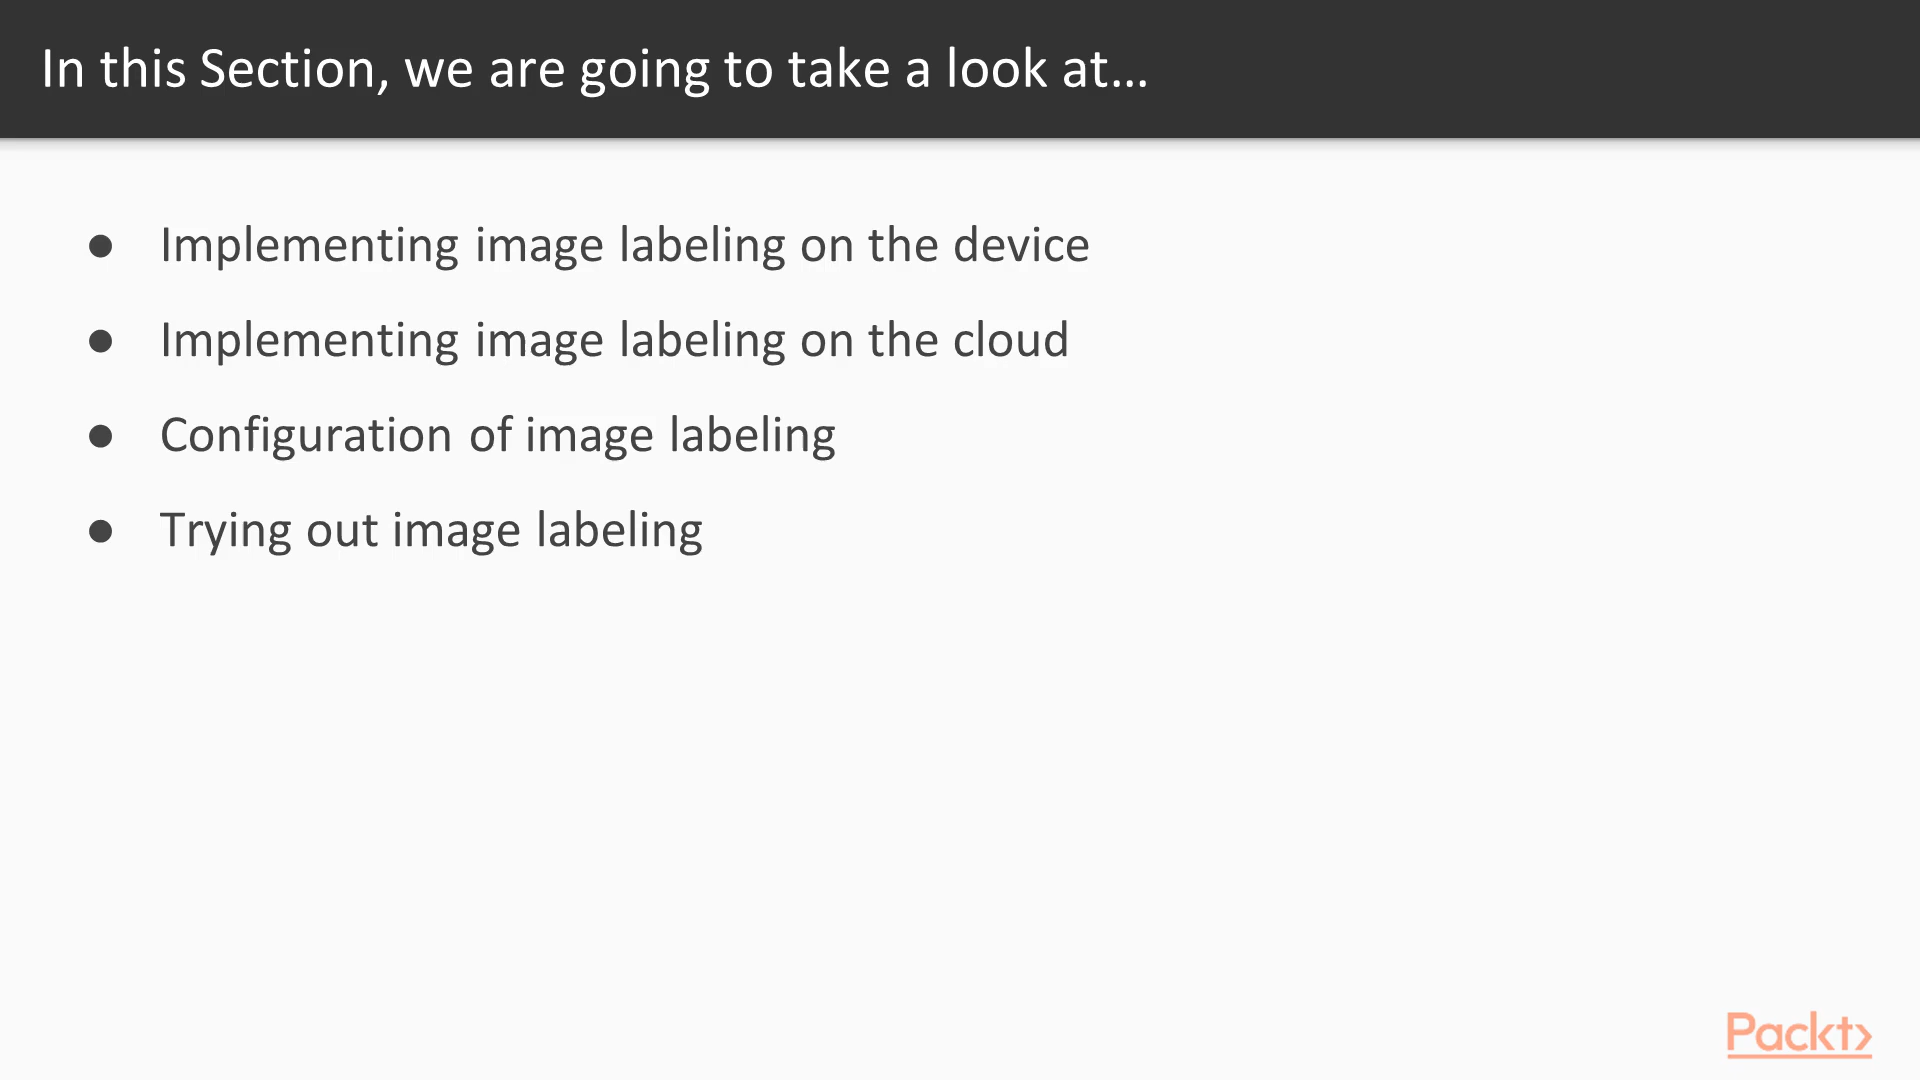 In this Section, we are going to take a look at…
● Implementing image labeling on the device
● Implementing image labeling on the cloud
● Configuration of image labeling
● Trying out image labeling
Packt>